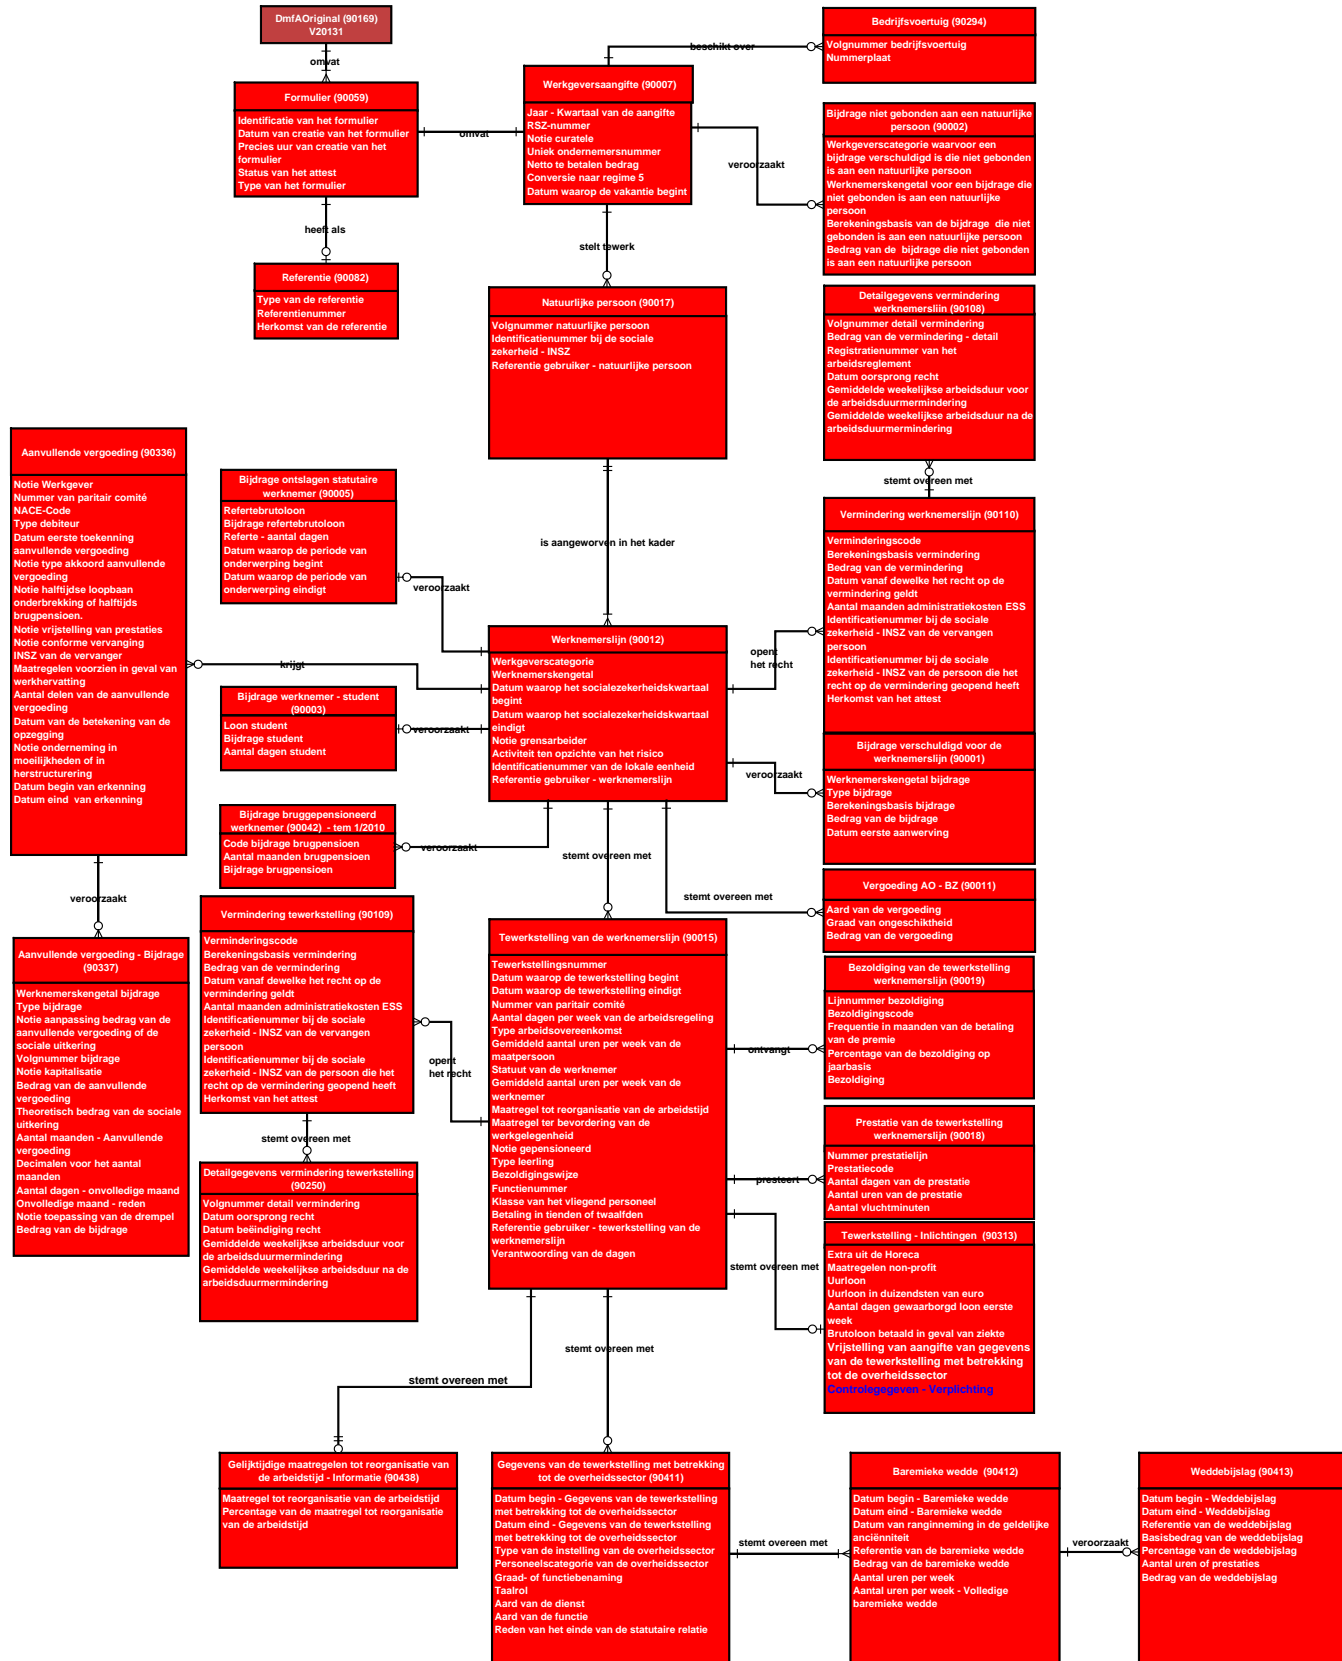 DmfAOriginal (90169)
V20131
omvat
Formulier (90059)
Identificatie van het formulier
Datum van creatie van het formulier
Precies uur van creatie van het
formulier
Status van het attest
Type van het formulier
omvat
heeft als
Referentie (90082)
Type van de referentie
Referentienummer
Herkomst van de referentie
Werkgeversaangifte (90007)
Jaar - Kwartaal van de aangifte
RSZ-nummer
Notie curatele
Uniek ondernemersnummer
Netto te betalen bedrag
Conversie naar regime 5
Datum waarop de vakantie begint
beschikt over
Bedrijfsvoertuig (90294)
Volgnummer bedrijfsvoertuig
Nummerplaat
veroorzaakt
Bijdrage niet gebonden aan een natuurlijke
persoon (90002)
Werkgeverscategorie waarvoor een
bijdrage verschuldigd is die niet gebonden
is aan een natuurlijke persoon
Werknemerskengetal voor een bijdrage die
niet gebonden is aan een natuurlijke
persoon
Berekeningsbasis van de bijdrage  die niet
gebonden is aan een natuurlijke persoon
Bedrag van de  bijdrage die niet gebonden
is aan een natuurlijke persoon
stelt tewerk
Natuurlijke persoon (90017)
Volgnummer natuurlijke persoon
Identificatienummer bij de sociale
zekerheid - INSZ
Referentie gebruiker - natuurlijke persoon
Detailgegevens vermindering
werknemerslijn (90108)
Volgnummer detail vermindering
Bedrag van de vermindering - detail
Registratienummer van het
arbeidsreglement
Datum oorsprong recht
Gemiddelde weekelijkse arbeidsduur voor
de arbeidsduurmermindering
Gemiddelde weekelijkse arbeidsduur na de
arbeidsduurmermindering
stemt overeen met
Aanvullende vergoeding (90336)
Notie Werkgever
Nummer van paritair comité
NACE-Code
Type debiteur
Datum eerste toekenning
aanvullende vergoeding
Notie type akkoord aanvullende
vergoeding
Notie halftijdse loopbaan
onderbrekking of halftijds
brugpensioen.
Notie vrijstelling van prestaties
Notie conforme vervanging
INSZ van de vervanger
Maatregelen voorzien in geval van
werkhervatting
Aantal delen van de aanvullende
vergoeding
Datum van de betekening van de
opzegging
Notie onderneming in
moeilijkheden of in
herstructurering
Datum begin van erkenning
Datum eind  van erkenning
Bijdrage ontslagen statutaire
werknemer (90005)
Refertebrutoloon
Bijdrage refertebrutoloon
Referte - aantal dagen
Datum waarop de periode van
onderwerping begint
Datum waarop de periode van
onderwerping eindigt
veroorzaakt
is aangeworven in het kader
Vermindering werknemerslijn (90110)
Verminderingscode
Berekeningsbasis vermindering
Bedrag van de vermindering
Datum vanaf dewelke het recht op de
vermindering geldt
Aantal maanden administratiekosten ESS
Identificatienummer bij de sociale
zekerheid - INSZ van de vervangen
persoon
Identificatienummer bij de sociale
zekerheid - INSZ van de persoon die het
recht op de vermindering geopend heeft
Herkomst van het attest
Werknemerslijn (90012)
Werkgeverscategorie
Werknemerskengetal
Datum waarop het socialezekerheidskwartaal
begint
Datum waarop het socialezekerheidskwartaal
eindigt
Notie grensarbeider
Activiteit ten opzichte van het risico
Identificatienummer van de lokale eenheid
Referentie gebruiker - werknemerslijn
opent
het recht
krijgt
Bijdrage werknemer - student
(90003)
Loon student
Bijdrage student
Aantal dagen student
veroorzaakt
veroorzaakt
Bijdrage verschuldigd voor de
werknemerslijn (90001)
Werknemerskengetal bijdrage
Type bijdrage
Berekeningsbasis bijdrage
Bedrag van de bijdrage
Datum eerste aanwerving
Bijdrage bruggepensioneerd
werknemer (90042)  - tem 1/2010
Code bijdrage brugpensioen
Aantal maanden brugpensioen
Bijdrage brugpensioen
veroorzaakt
stemt overeen met
stemt overeen met
Vergoeding AO - BZ (90011)
Aard van de vergoeding
Graad van ongeschiktheid
Bedrag van de vergoeding
veroorzaakt
Aanvullende vergoeding - Bijdrage
(90337)
Werknemerskengetal bijdrage
Type bijdrage
Notie aanpassing bedrag van de
aanvullende vergoeding of de
sociale uitkering
Volgnummer bijdrage
Notie kapitalisatie
Bedrag van de aanvullende
vergoeding
Theoretisch bedrag van de sociale
uitkering
Aantal maanden - Aanvullende
vergoeding
Decimalen voor het aantal
maanden
Aantal dagen - onvolledige maand
Onvolledige maand - reden
Notie toepassing van de drempel
Bedrag van de bijdrage
Vermindering tewerkstelling (90109)
Verminderingscode
Berekeningsbasis vermindering
Bedrag van de vermindering
Datum vanaf dewelke het recht op de
vermindering geldt
Aantal maanden administratiekosten ESS
Identificatienummer bij de sociale
zekerheid - INSZ van de vervangen
persoon
Identificatienummer bij de sociale
zekerheid - INSZ van de persoon die het
recht op de vermindering geopend heeft
Herkomst van het attest
opent
het recht
stemt overeen met
Detailgegevens vermindering tewerkstelling
(90250)
Volgnummer detail vermindering
Datum oorsprong recht
Datum beëindiging recht
Gemiddelde weekelijkse arbeidsduur voor
de arbeidsduurmermindering
Gemiddelde weekelijkse arbeidsduur na de
arbeidsduurmermindering
Tewerkstelling van de werknemerslijn (90015)
Tewerkstellingsnummer
Datum waarop de tewerkstelling begint
Datum waarop de tewerkstelling eindigt
Nummer van paritair comité
Aantal dagen per week van de arbeidsregeling
Type arbeidsovereenkomst
Gemiddeld aantal uren per week van de
maatpersoon
Statuut van de werknemer
Gemiddeld aantal uren per week van de
werknemer
Maatregel tot reorganisatie van de arbeidstijd
Maatregel ter bevordering van de
werkgelegenheid
Notie gepensioneerd
Type leerling
Bezoldigingswijze
Functienummer
Klasse van het vliegend personeel
Betaling in tienden of twaalfden
Referentie gebruiker - tewerkstelling van de
werknemerslijn
Verantwoording van de dagen
ontvangt
Bezoldiging van de tewerkstelling
werknemerslijn (90019)
Lijnnummer bezoldiging
Bezoldigingscode
Frequentie in maanden van de betaling
van de premie
Percentage van de bezoldiging op
jaarbasis
Bezoldiging
presteert
Prestatie van de tewerkstelling
werknemerslijn (90018)
Nummer prestatielijn
Prestatiecode
Aantal dagen van de prestatie
Aantal uren van de prestatie
Aantal vluchtminuten
stemt overeen met
Tewerkstelling - Inlichtingen  (90313)
Extra uit de Horeca
Maatregelen non-profit
Uurloon
Uurloon in duizendsten van euro
Aantal dagen gewaarborgd loon eerste
week
Brutoloon betaald in geval van ziekte
Vrijstelling van aangifte van gegevens
van de tewerkstelling met betrekking
tot de overheidssector
Controlegegeven - Verplichting
stemt overeen met
stemt overeen met
Gelijktijdige maatregelen tot reorganisatie van
de arbeidstijd - Informatie (90438)
Maatregel tot reorganisatie van de arbeidstijd
Percentage van de maatregel tot reorganisatie
van de arbeidstijd
Gegevens van de tewerkstelling met betrekking
tot de overheidssector (90411)
Datum begin - Gegevens van de tewerkstelling
met betrekking tot de overheidssector
Datum eind - Gegevens van de tewerkstelling
met betrekking tot de overheidssector
Type van de instelling van de overheidssector
Personeelscategorie van de overheidssector
Graad- of functiebenaming
Taalrol
Aard van de dienst
Aard van de functie
Reden van het einde van de statutaire relatie
stemt overeen met
Baremieke wedde  (90412)
Datum begin - Baremieke wedde
Datum eind - Baremieke wedde
Datum van ranginneming in de geldelijke
anciënniteit
Referentie van de baremieke wedde
Bedrag van de baremieke wedde
Aantal uren per week
Aantal uren per week - Volledige
baremieke wedde
veroorzaakt
Weddebijslag (90413)
Datum begin - Weddebijslag
Datum eind - Weddebijslag
Referentie van de weddebijslag
Basisbedrag van de weddebijslag
Percentage van de weddebijslag
Aantal uren of prestaties
Bedrag van de weddebijslag